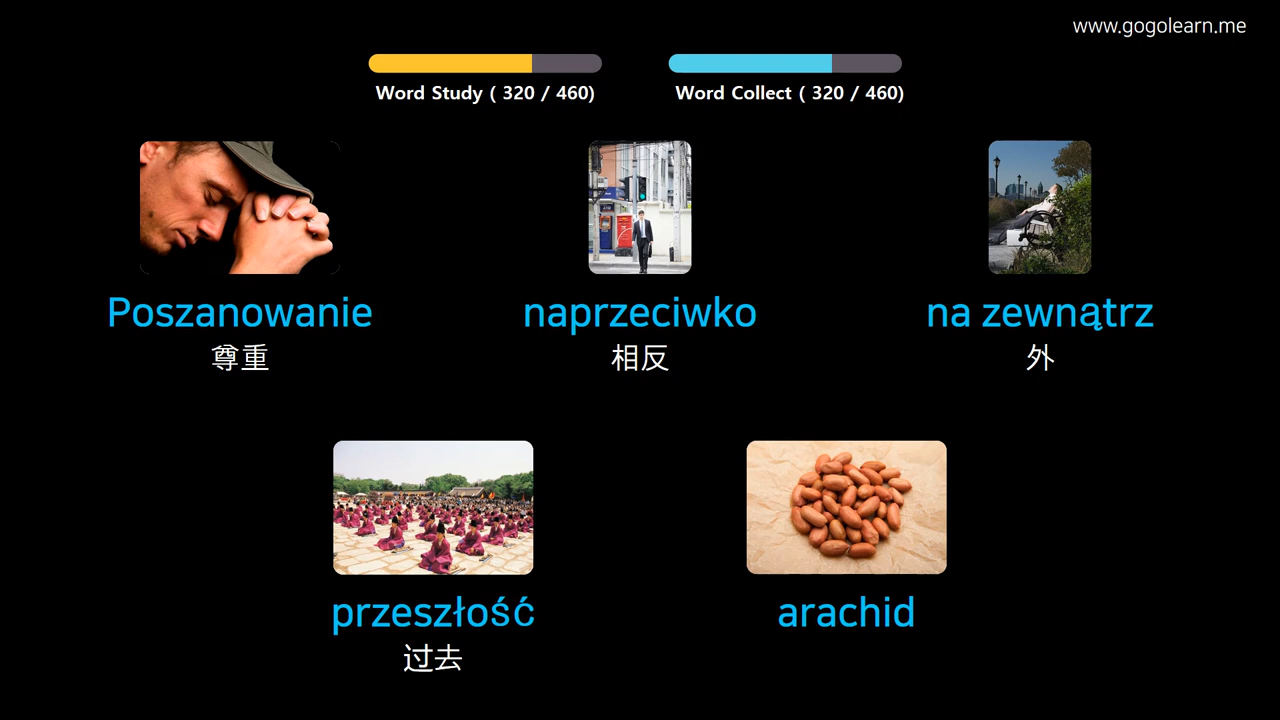 www.gogolearn.me
Word Study ( 320 / 460)
Word Collect ( 320 / 460)
Poszanowanie
尊重
naprzeciwko
相反
na zewnątrz
外
przeszłość
过去
arachid